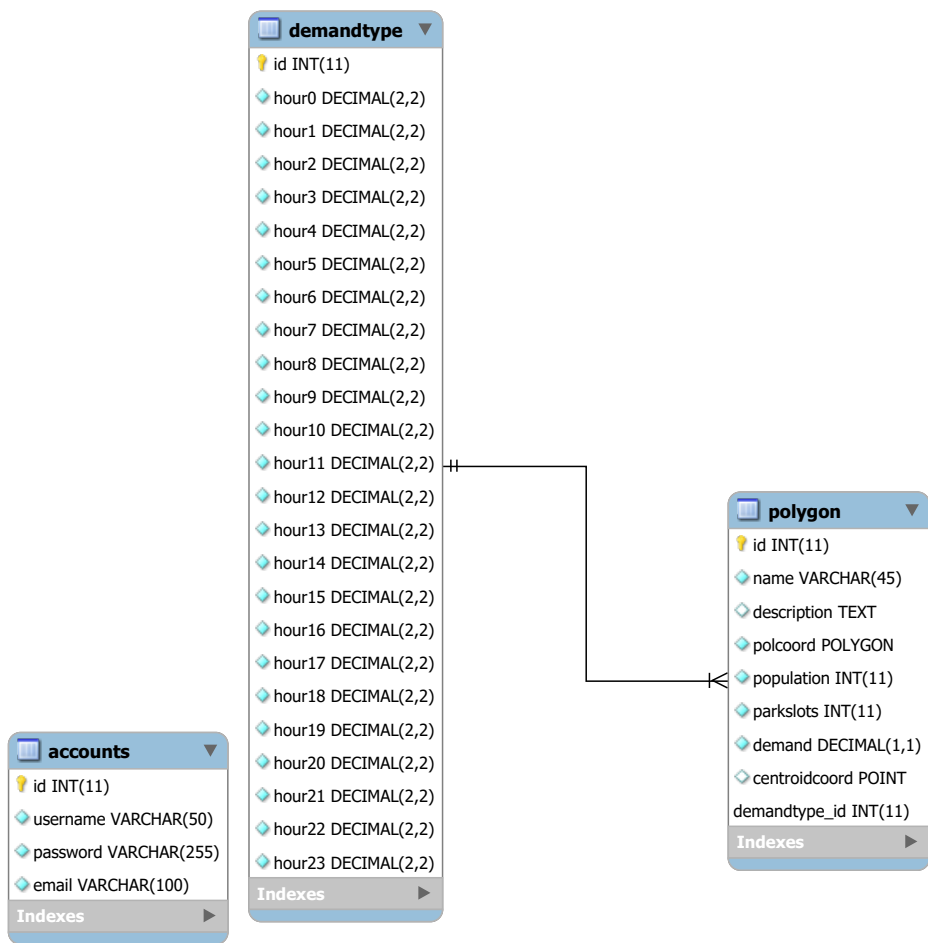 demandtype
id INT(11)
hour0 DECIMAL(2,2)
hour1 DECIMAL(2,2)
hour2 DECIMAL(2,2)
hour3 DECIMAL(2,2)
hour4 DECIMAL(2,2)
hour5 DECIMAL(2,2)
hour6 DECIMAL(2,2)
hour7 DECIMAL(2,2)
hour8 DECIMAL(2,2)
hour9 DECIMAL(2,2)
hour10 DECIMAL(2,2)
hour11 DECIMAL(2,2)
hour12 DECIMAL(2,2)
hour13 DECIMAL(2,2)
hour14 DECIMAL(2,2)
hour15 DECIMAL(2,2)
hour16 DECIMAL(2,2)
hour17 DECIMAL(2,2)
hour18 DECIMAL(2,2)
hour19 DECIMAL(2,2)
hour20 DECIMAL(2,2)
hour21 DECIMAL(2,2)
hour22 DECIMAL(2,2)
hour23 DECIMAL(2,2)
Indexes
polygon
id INT(11)
name VARCHAR(45)
description TEXT
polcoord POLYGON
population INT(11)
parkslots INT(11)
demand DECIMAL(1,1)
centroidcoord POINT
demandtype_id INT(11)
Indexes
accounts
id INT(11)
username VARCHAR(50)
password VARCHAR(255)
email VARCHAR(100)
Indexes